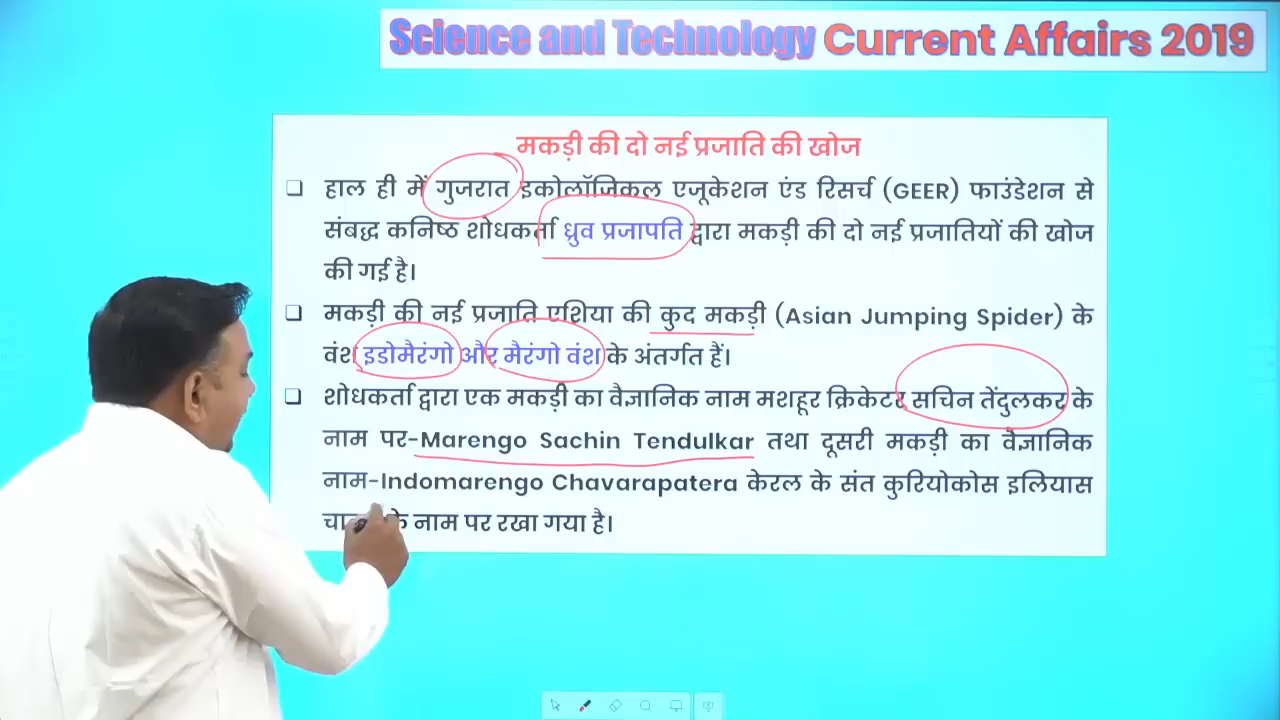 Science and Technology Current Affairs 2019
मकड़ी की दो नई प्रजाति की खोज
❑ हाल ही में गुजरात इकोलॉजिकल एजूकेशन एंड रिसर्च (GEER) फाउंडेशन से
संबद्ध कनिष्ठ शोधकर्ता ध्रुव प्रजापति द्वारा मकड़ी की दो नई प्रजातियों की खोज
की गई है।
❑ मकड़ी की नई प्रजाति एशिया की कुद मकड़ी (Asian Jumping Spider) के
वंश इडोमैरंगो और मैरंगो वंश के अंतर्गत हैं।
❑ शोधकर्ता द्वारा एक मकड़ी का वैज्ञानिक नाम मशहूर क्रिकेटर सचिन तेंदुलकर के
नाम पर-Marengo Sachin Tendulkar तथा दूसरी मकड़ी का वैज्ञानिक
नाम-Indomarengo Chavarapatera केरल के संत कुरियोकोस इलियास
के नाम पर रखा गया है।